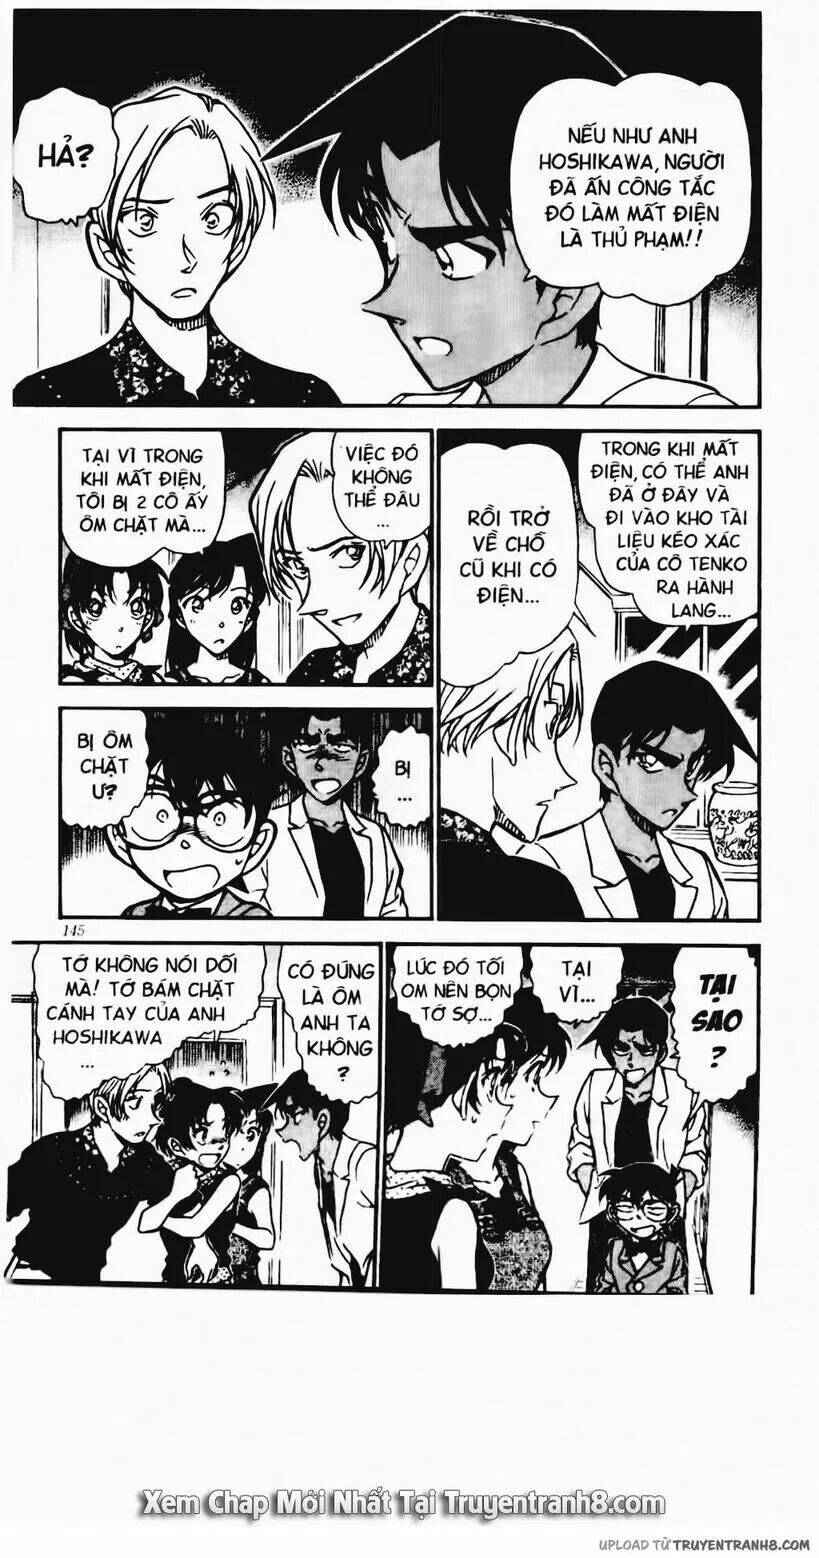 NẾU NHƯ ANH
HOSHIKAWA, NGƯỜI
ĐÃ ẤN CÔNG TẮC
ĐÓ LÀM MẤT ĐIỆN
LÀ THỦ PHẠM!!
HẢ?
TRONG KHI MẤT
ĐIỆN, CÓ THỂ ANH
ĐÃ Ở ĐÂY VÀ
ĐI VÀO KHO TÀI
LIỆU KÉO XÁC
CỦA CÔ TENKO
RA HÀNH
LANG...
RỒI TRỞ
VỀ CHỖ
CŨ KHI CÓ
ĐIỆN...
VIỆC ĐÓ
KHÔNG
THỂ ĐÂU
...
TẠI VÌ TRONG
KHI MẤT ĐIỆN,
TÔI BỊ 2 CÔ ẤY
ÔM CHẶT MÀ...
BỊ
...
BỊ ÔM
CHẶT
Ư?
145
TẠI
SAO
?
TẠI
VÌ...
LÚC ĐÓ TỐI
OM NÊN BỌN
TỚ SỢ...
CÓ ĐÚNG
LÀ ÔM
ANH TA
KHÔNG
?
TỚ KHÔNG NÓI DỐI
MÀ! TỚ BÁM CHẶT
CÁNH TAY CỦA ANH
HOSHIKAWA
...
Xem Chap Mới Nhất Tại Truyentranh8.com
UPLOAD TỪ TRUYENTRANH8.COM